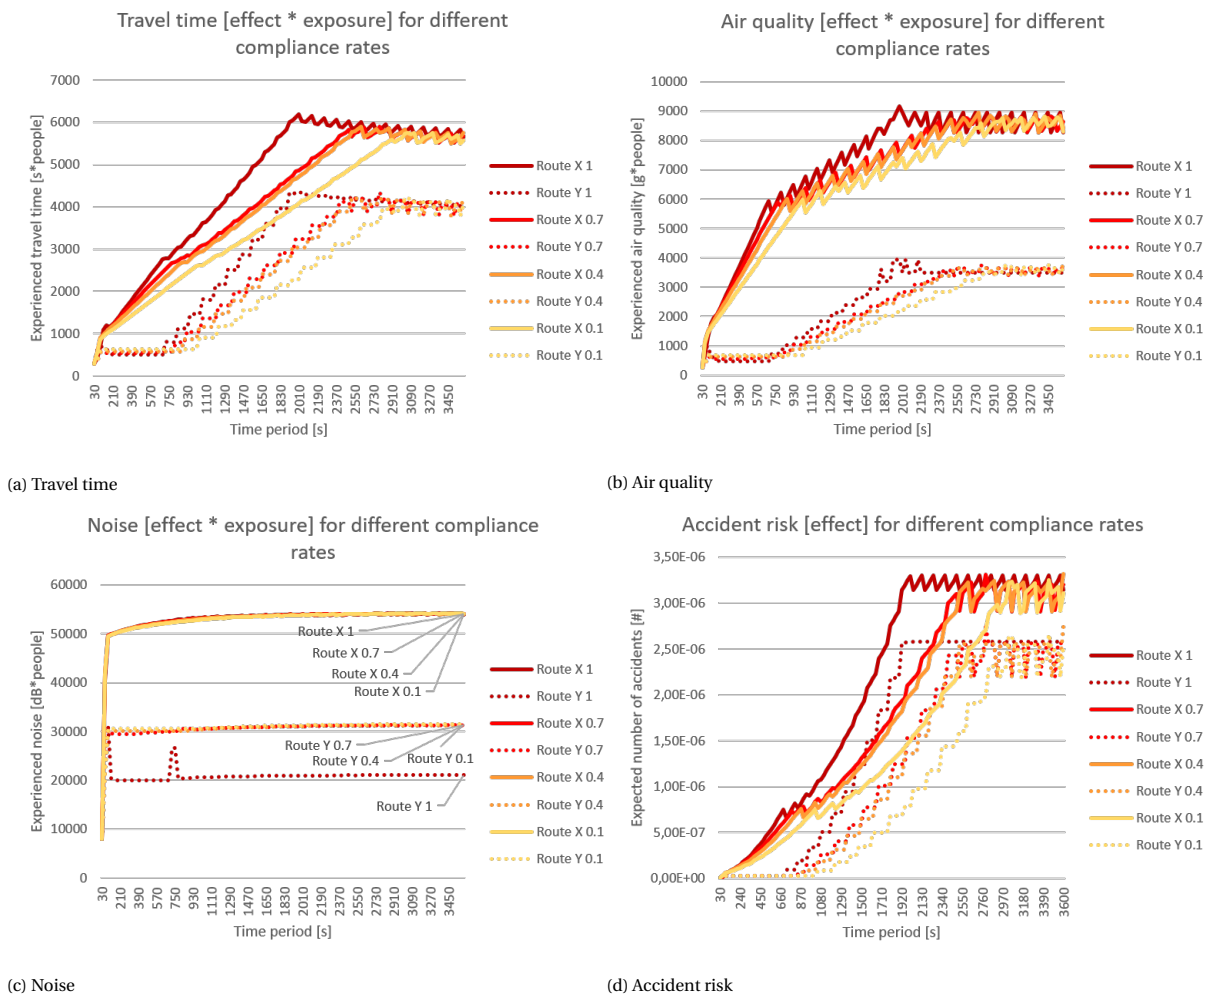 Travel time [effect * exposure] for different
compliance rates
7000
6000
5000
4000
3000
2000
1000
0
Experienced travel time [s*people]
30
210
390
570
750
930
1110
1290
1470
1650
1830
2010
2190
2370
2550
2730
2910
3090
3270
3450
Time period [s]
Route X 1
Route Y 1
Route X 0.7
Route Y 0.7
Route X 0.4
Route Y 0.4
Route X 0.1
Route Y 0.1
(a) Travel time
Air quality [effect * exposure] for different
compliance rates
10000
9000
8000
7000
6000
5000
4000
3000
2000
1000
0
Experienced air quality [g*people]
30
210
390
570
750
930
1110
1290
1470
1650
1830
2010
2190
2370
2550
2730
2910
3090
3270
3450
Time period [s]
Route X 1
Route Y 1
Route X 0.7
Route Y 0.7
Route X 0.4
Route Y 0.4
Route X 0.1
Route Y 0.1
(b) Air quality
Noise [effect * exposure] for different compliance
rates
60000
50000
40000
30000
20000
10000
0
Experienced noise [dB*people]
Route X 1
Route X 0.7
Route X 0.4
Route X 0.1
Route Y 0.7
Route Y 0.4
Route Y 0.1
Route Y 1
30
210
390
570
750
930
1110
1290
1470
1650
1830
2010
2190
2370
2550
2730
2910
3090
3270
3450
Time period [s]
Route X 1
Route Y 1
Route X 0.7
Route Y 0.7
Route X 0.4
Route Y 0.4
Route X 0.1
Route Y 0.1
(c) Noise
Accident risk [effect] for different compliance rates
3,50E-06
3,00E-06
2,50E-06
2,00E-06
1,50E-06
1,00E-06
5,00E-07
0,00E+00
Expected number of accidents [#]
30
240
450
660
870
1080
1290
1500
1710
1920
2130
2340
2550
2760
2970
3180
3390
3600
Time period [s]
Route X 1
Route Y 1
Route X 0.7
Route Y 0.7
Route X 0.4
Route Y 0.4
Route X 0.1
Route Y 0.1
(d) Accident risk